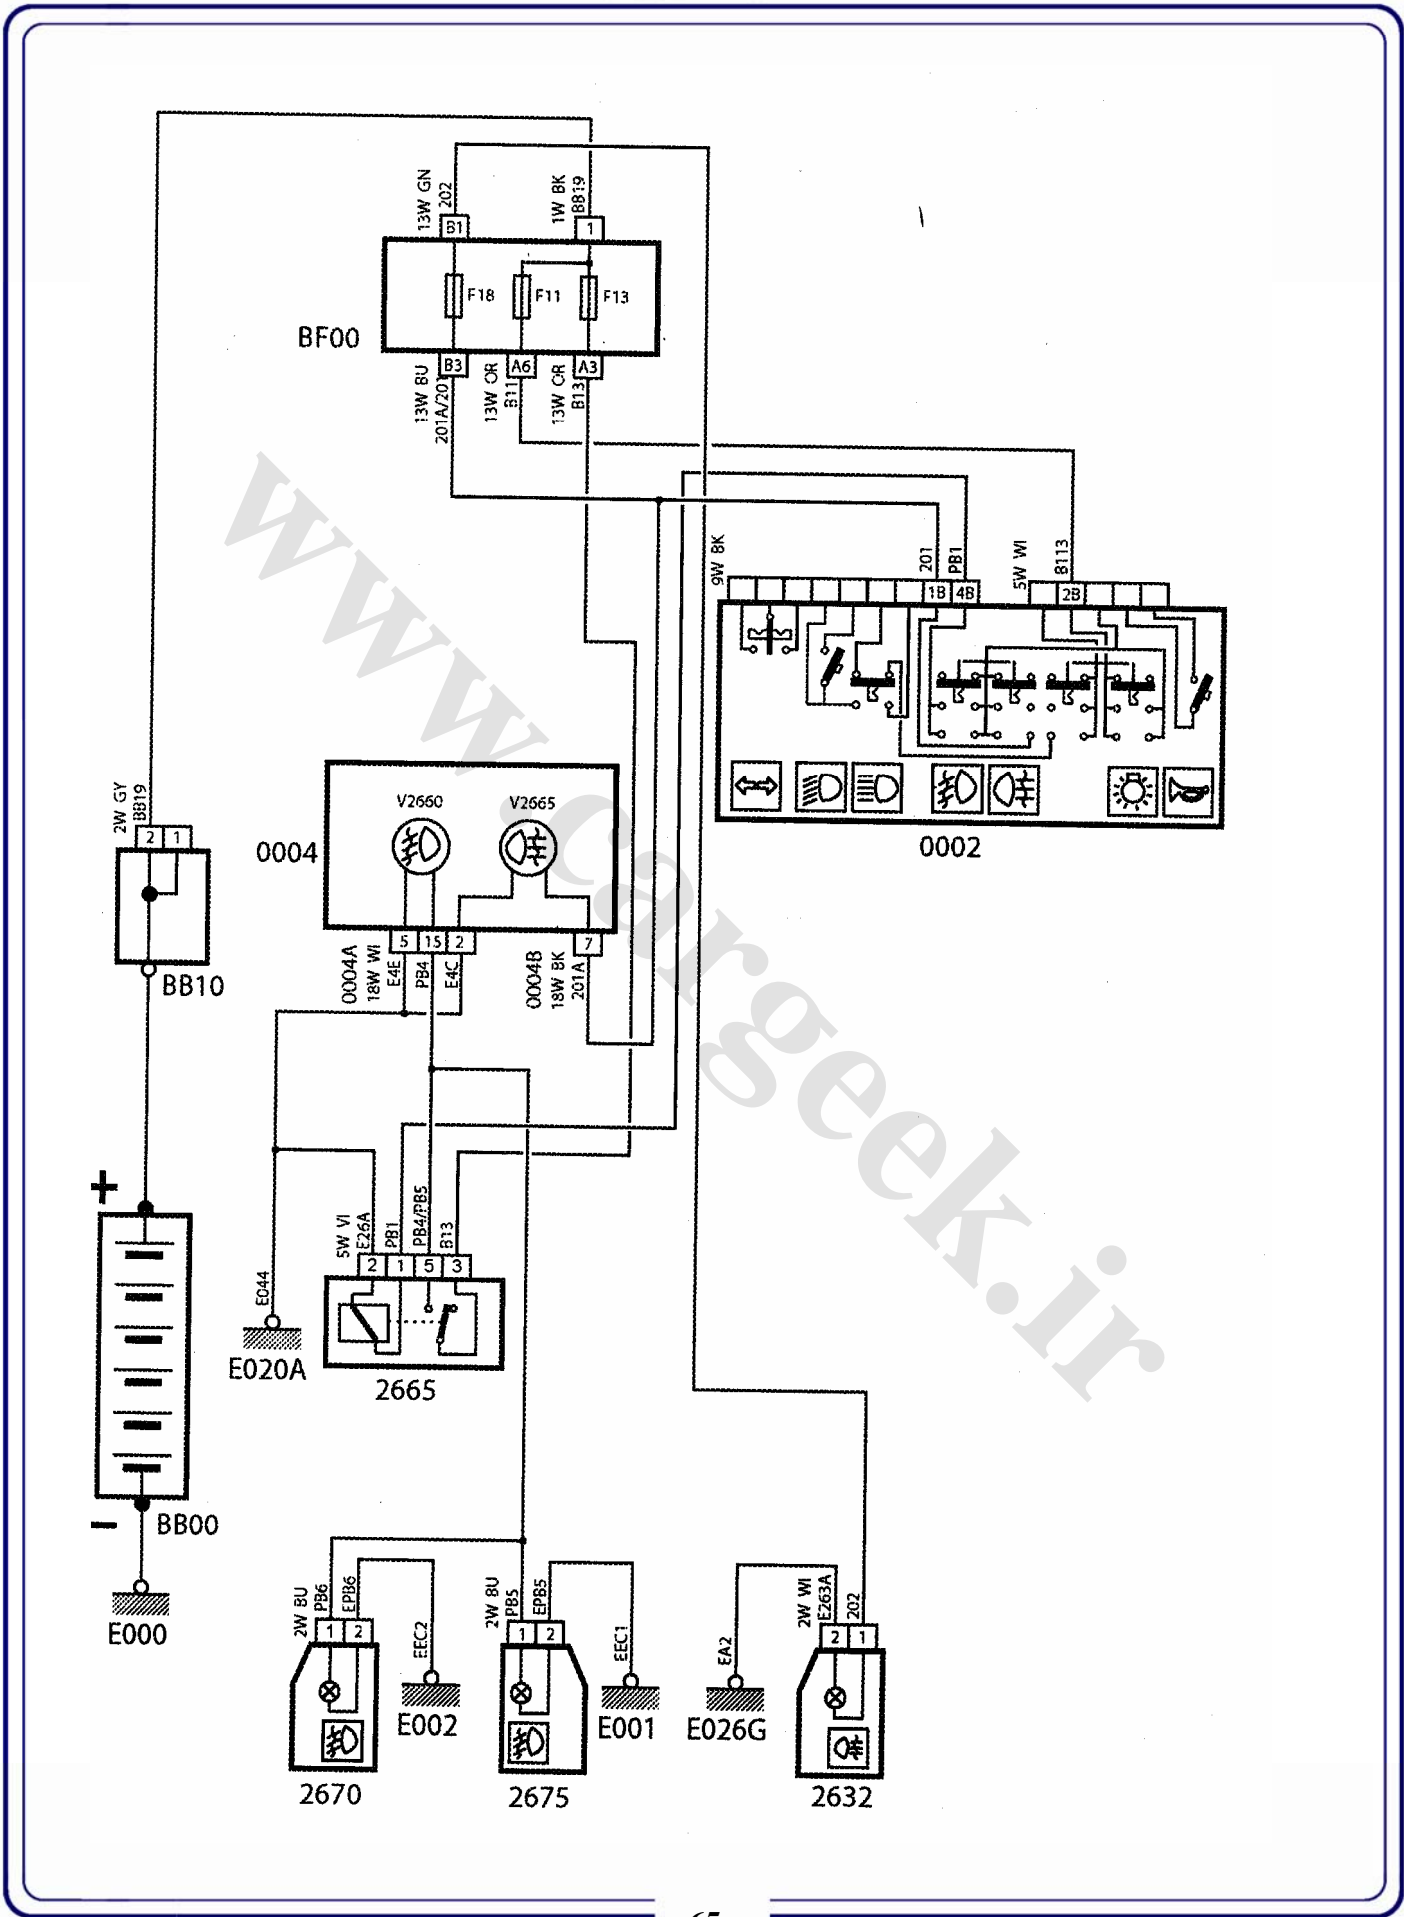 13W GN
202
1W BK
BB19
B1
1
F18
F11
F13
BF00
B3
A6
A3
13W BU
201A/201
13W OR
B11
13W OR
B13
9W BK
201
PB1
5W WI
B113
1B
4B
2B
0002
V2660
V2665
0004
2W GY
BB19
2
1
BB10
5
15
2
7
0004A
18W WI
E4E
PB4
E4C
0004B
18W BK
201A
+
5W VI
E26A
PB1
PB4/PB5
B13
2
1
5
3
E044
E020A
2665
-
BB00
E000
2W BU
PB6
EPB6
1
2
EEC2
E002
2670
2W BU
PB5
EPB5
1
2
EEC1
E001
2675
EA2
E026G
2W WI
E263A
202
2
1
2632
www.cargeek.ir